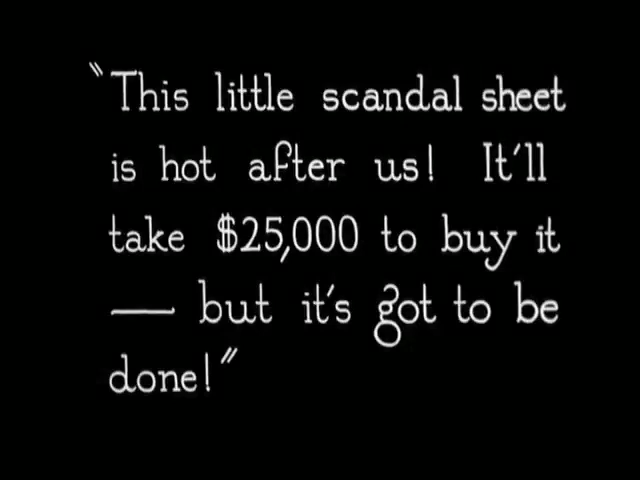 "This little scandal sheet
is hot after us! It'll
take $25,000 to buy it
— but it's got to be
done!"